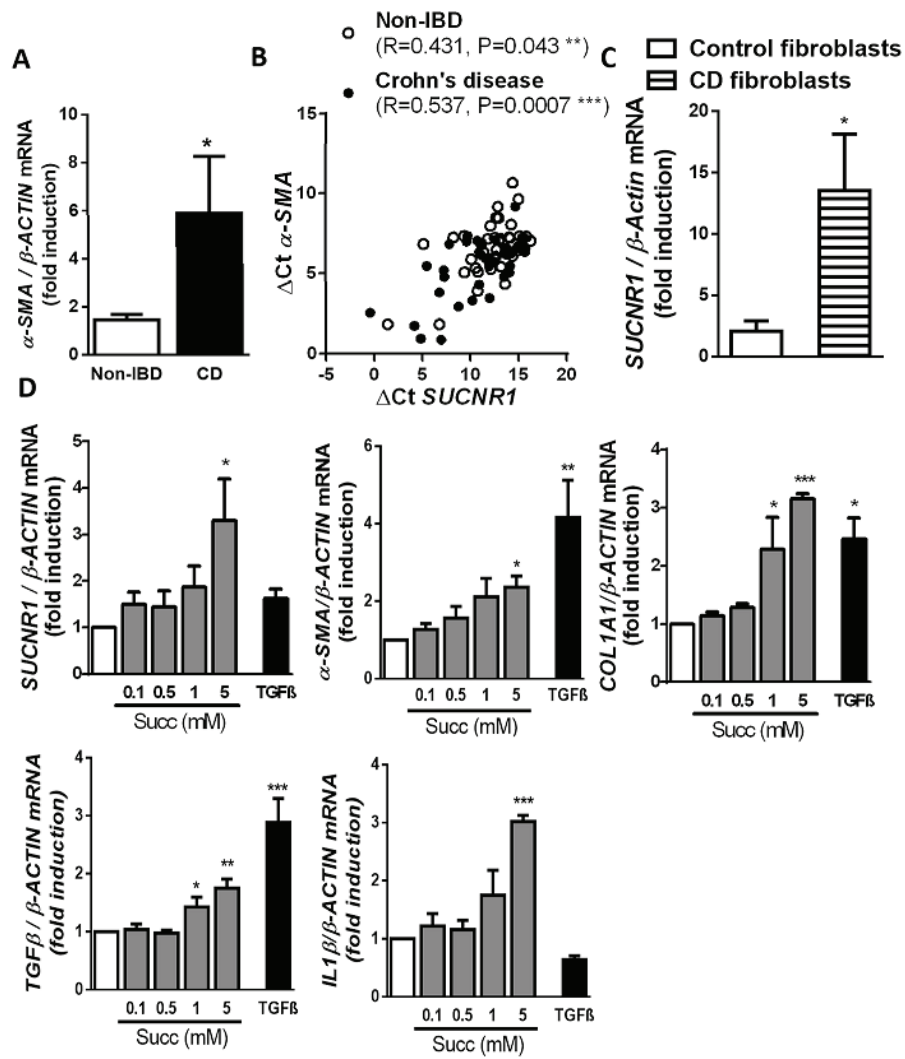 A
α-SMA / β-ACTIN mRNA
(fold induction)
10
8
6
4
2
0
*
Non-IBD
CD
B
Non-IBD
(R=0.431, P=0.043 **)
Crohn's disease
(R=0.537, P=0.0007 ***)
ΔCt α-SMA
15
10
5
0
-5
0
5
10
15
20
ΔCt SUCNR1
C
Control fibroblasts
CD fibroblasts
SUCNR1 / β-Actin mRNA
(fold induction)
20
15
10
5
0
*
D
SUCNR1 / β-ACTIN mRNA
(fold induction)
5
4
3
2
1
0
*
0.1 0.5 1 5 TGFß
Succ (mM)
α-SMA/β-ACTIN mRNA
(fold induction)
6
4
2
0
*
**
0.1 0.5 1 5 TGFß
Succ (mM)
COL1A1/β-ACTIN mRNA
(fold induction)
4
3
2
1
0
*
***
*
0.1 0.5 1 5 TGFß
Succ (mM)
TGFβ / β-ACTIN mRNA
(fold induction)
4
3
2
1
0
*
**
***
0.1 0.5 1 5 TGFß
Succ (mM)
IL1β/β-ACTIN mRNA
(fold induction)
4
3
2
1
0
***
0.1 0.5 1 5 TGFß
Succ (mM)